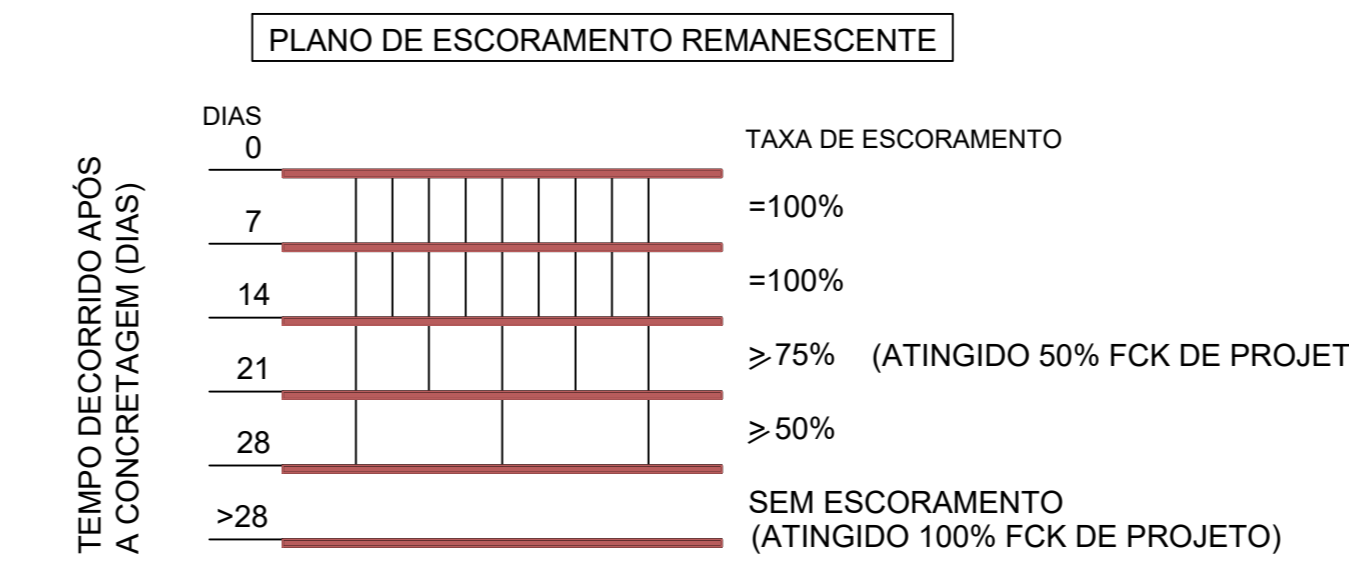 PLANO DE ESCORAMENTO REMANESCENTE
TEMPO DECORRIDO APÓS
A CONCRETAGEM (DIAS)
DIAS
0
TAXA DE ESCORAMENTO
=100%
7
=100%
14
⩾75% (ATINGIDO 50% FCK DE PROJET
21
⩾50%
28
SEM ESCORAMENTO
(ATINGIDO 100% FCK DE PROJETO)
>28